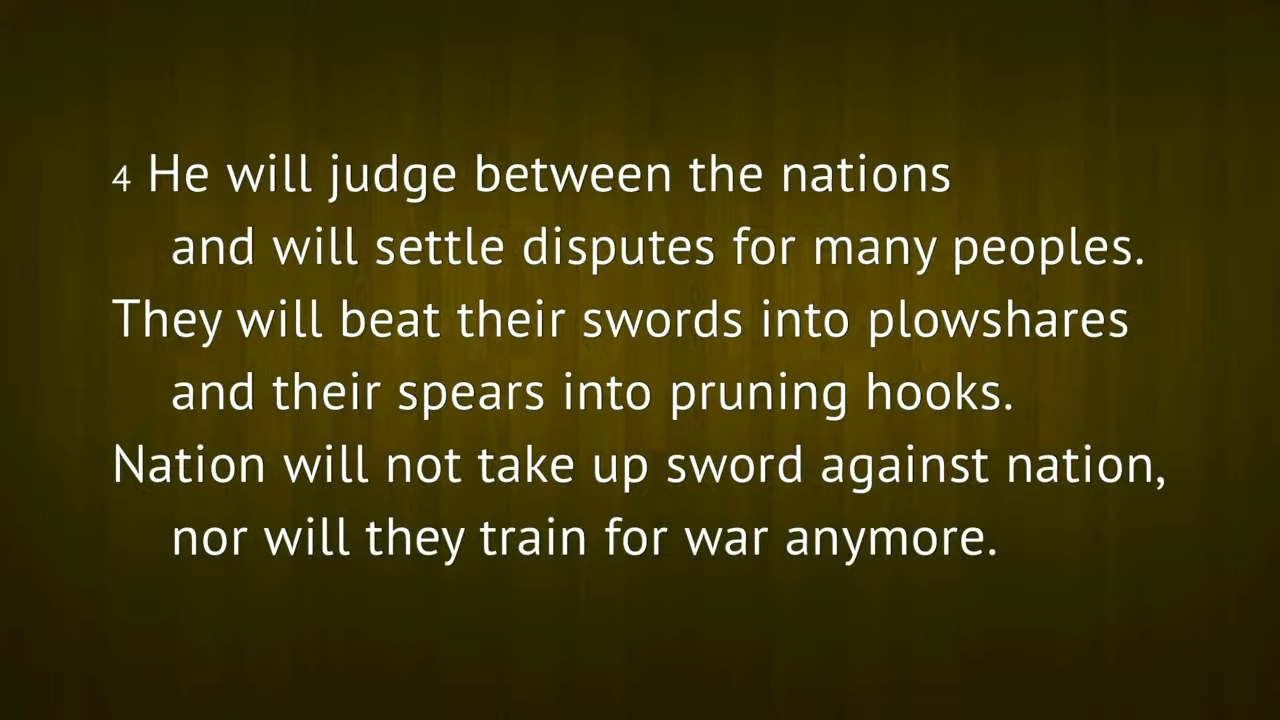 4 He will judge between the nations
and will settle disputes for many peoples.
They will beat their swords into plowshares
and their spears into pruning hooks.
Nation will not take up sword against nation,
nor will they train for war anymore.